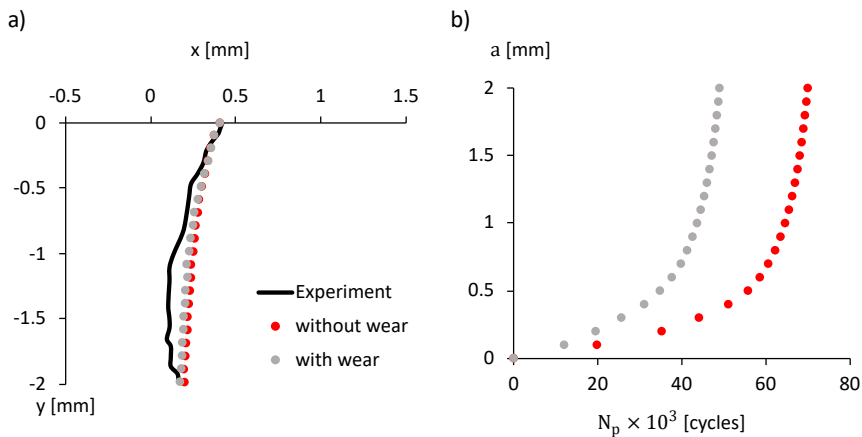 a)
x [mm]
-0.5 0 0.5 1 1.5
0
-0.5
-1
-1.5
-2
y [mm]
Experiment
without wear
with wear
b)
a [mm]
2
1.5
1
0.5
0
0 20 40 60 80
N_p × 10³ [cycles]